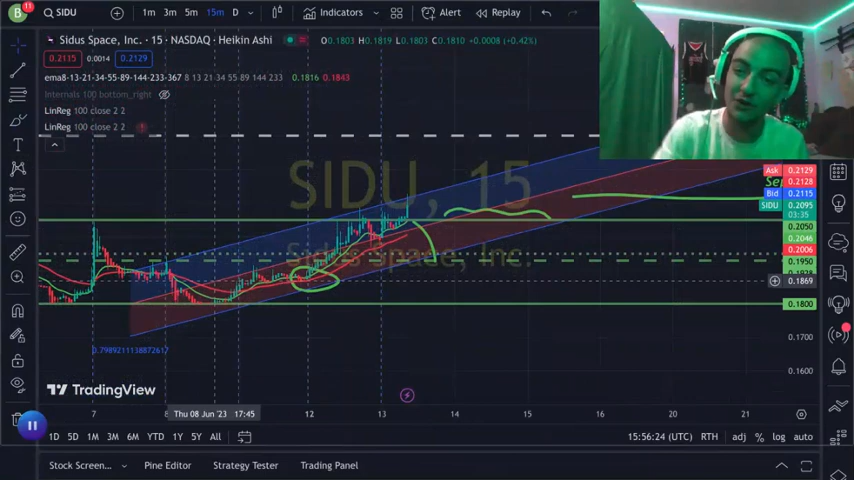 B SIDU 1m 3m 5m 15m D Indicators Alert Replay
Sidus Space, Inc. · 15 · NASDAQ · Heikin Ashi O0.1803 H0.1819 L0.1803 C0.1810 +0.0008 (+0.42%)
0.2115 0.0014 0.2129
ema8-13-21-34-55-89-144-233-367 8 13 21 34 55 89 144 233 0.1816 0.1843
Internals 100 bottom_right
LinReg 100 close 2 2
LinReg 100 close 2 2
SIDU, 15
Sidus Space, Inc.
Ask 0.2129
0.2128
Bid 0.2115
SIDU 0.2095
03:35
0.2050
0.2046
0.2006
0.1950
0.1869
0.1800
0.1700
0.1600
TradingView
7 8 Thu 08 Jun '23 17:45 12 13 14 15 16 20 21
1D 5D 1M 3M 6M YTD 1Y 5Y All 15:56:24 (UTC) RTH adj % log auto
Stock Screen... Pine Editor Strategy Tester Trading Panel